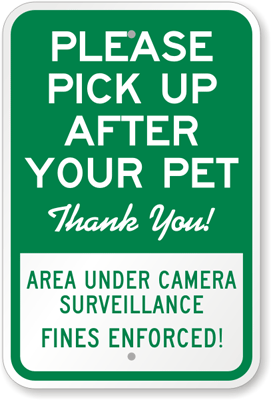 PLEASE
PICK UP
AFTER
YOUR PET
Thank You!
AREA UNDER CAMERA
SURVEILLANCE
FINES ENFORCED!